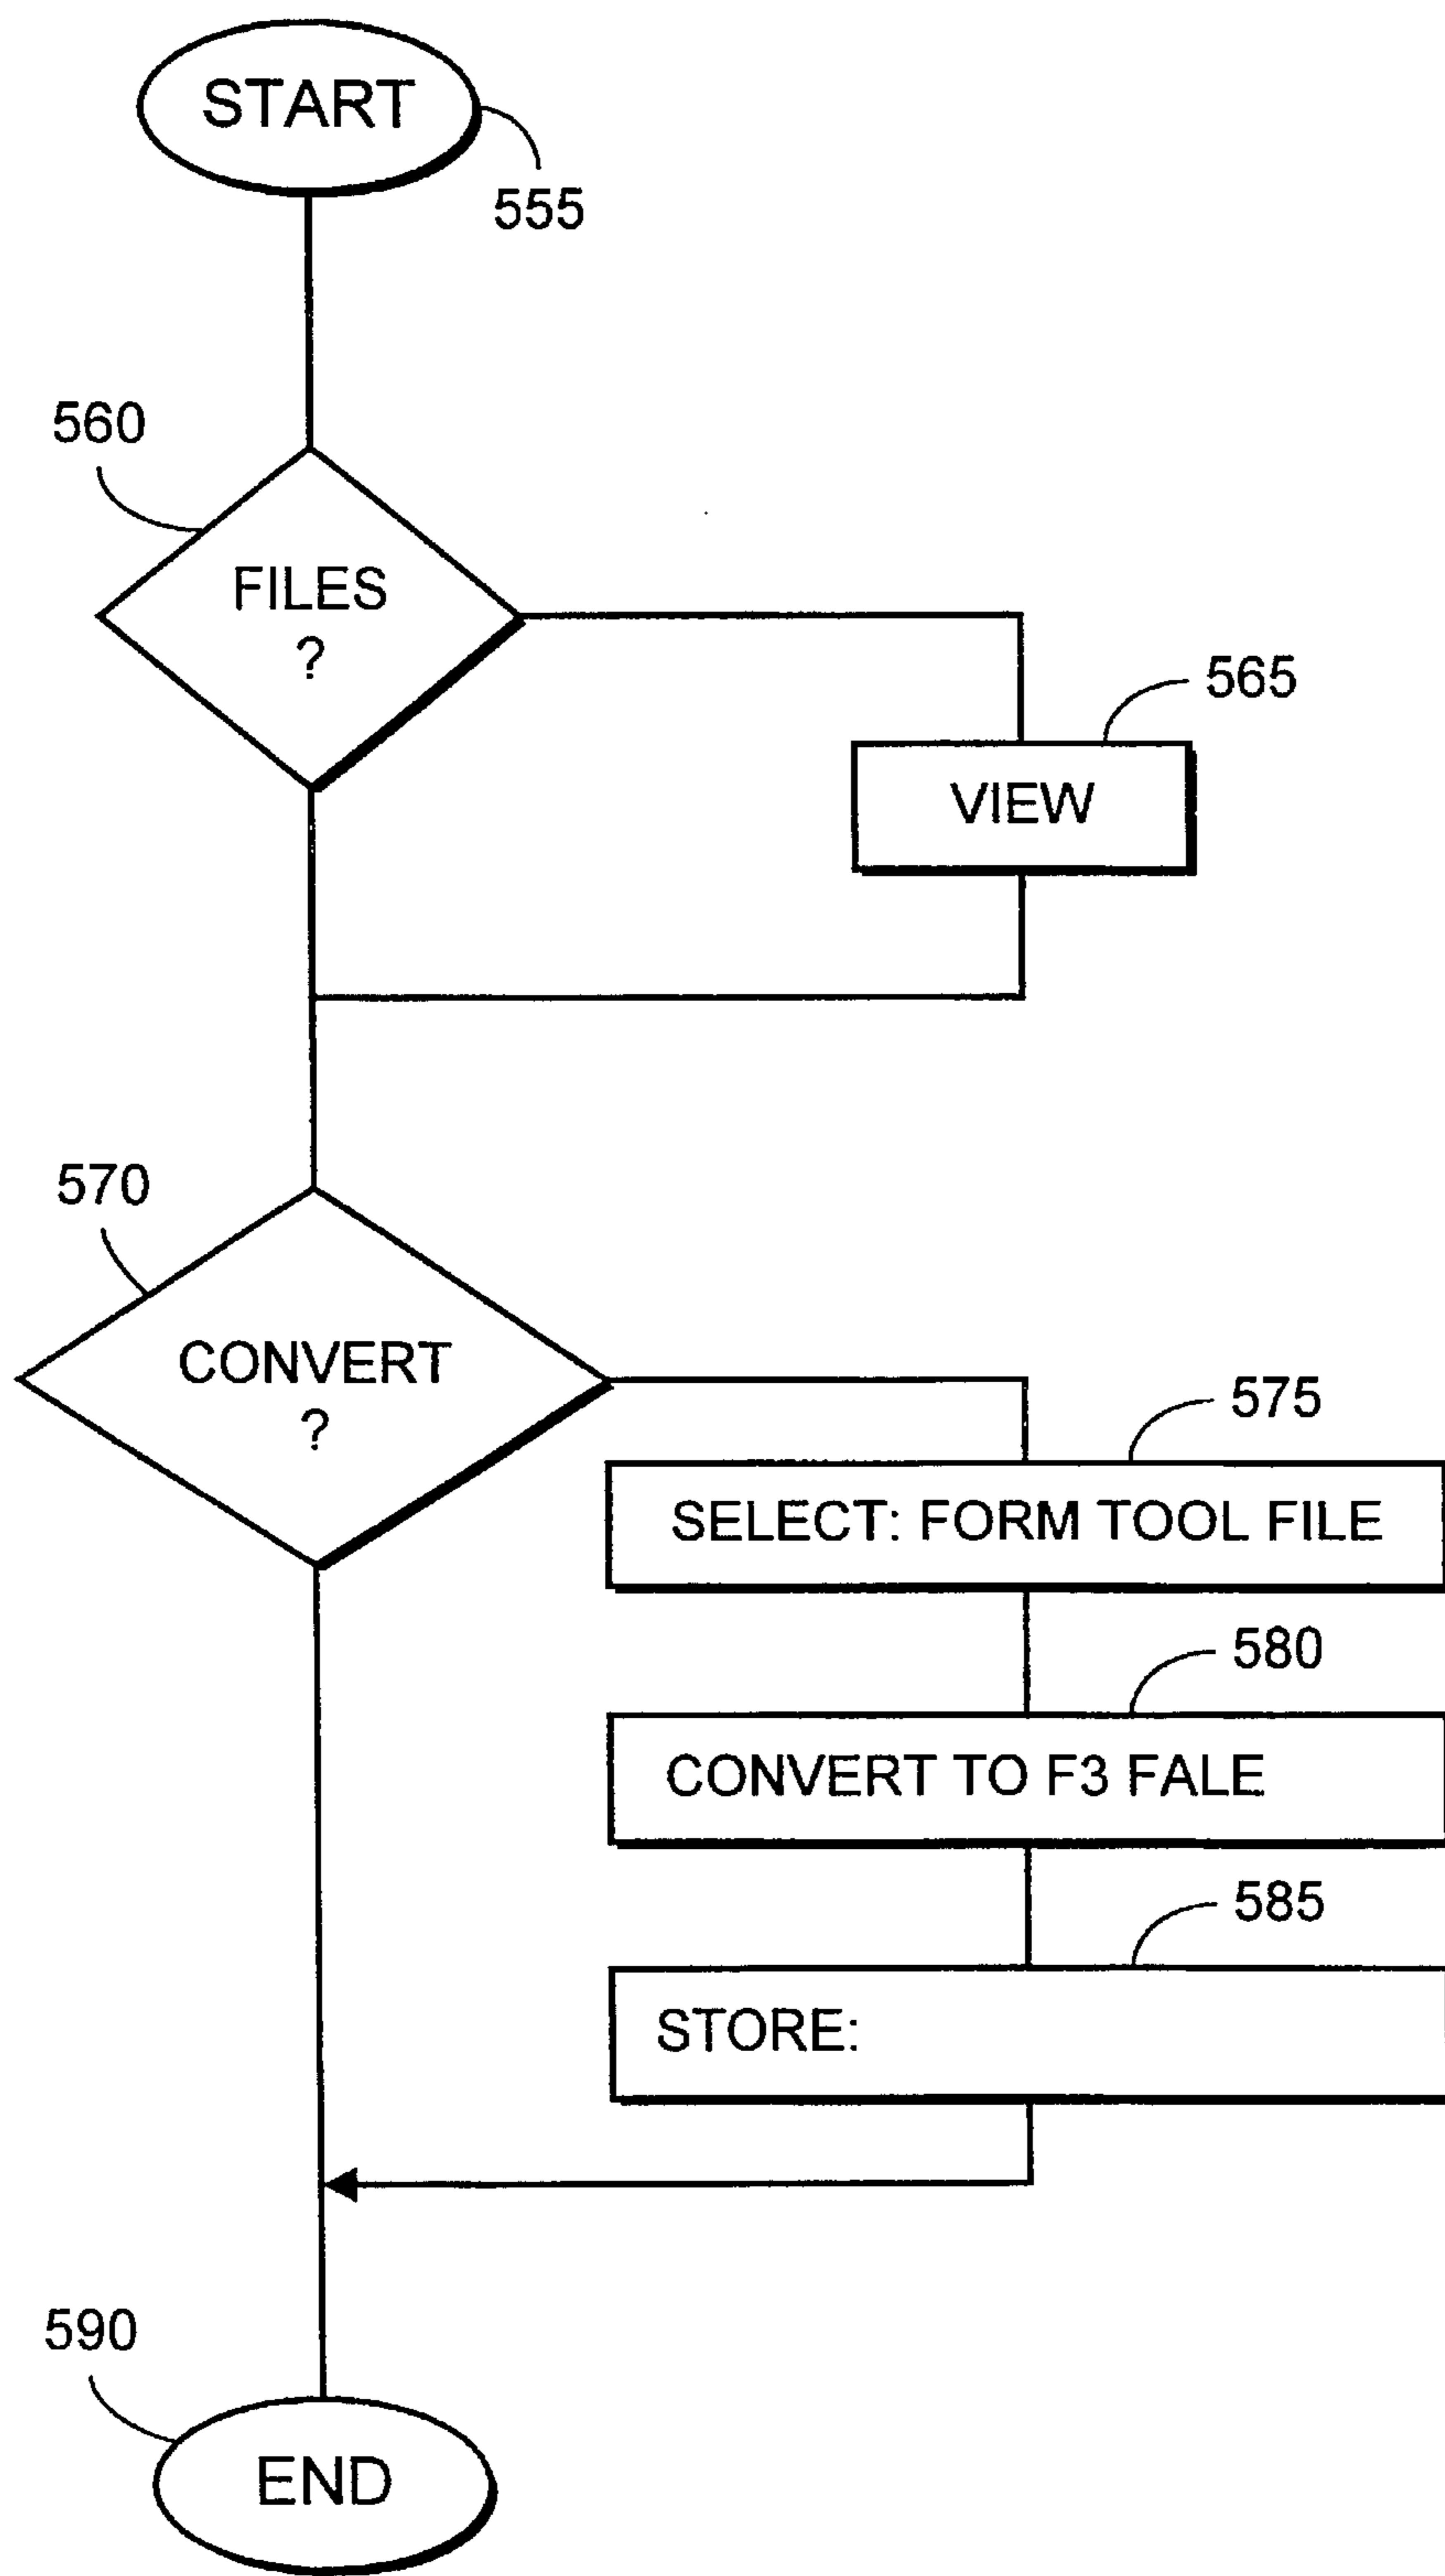 START
555
560
FILES
?
565
VIEW
570
CONVERT
?
575
SELECT: FORM TOOL FILE
580
CONVERT TO F3 FALE
585
STORE:
590
END